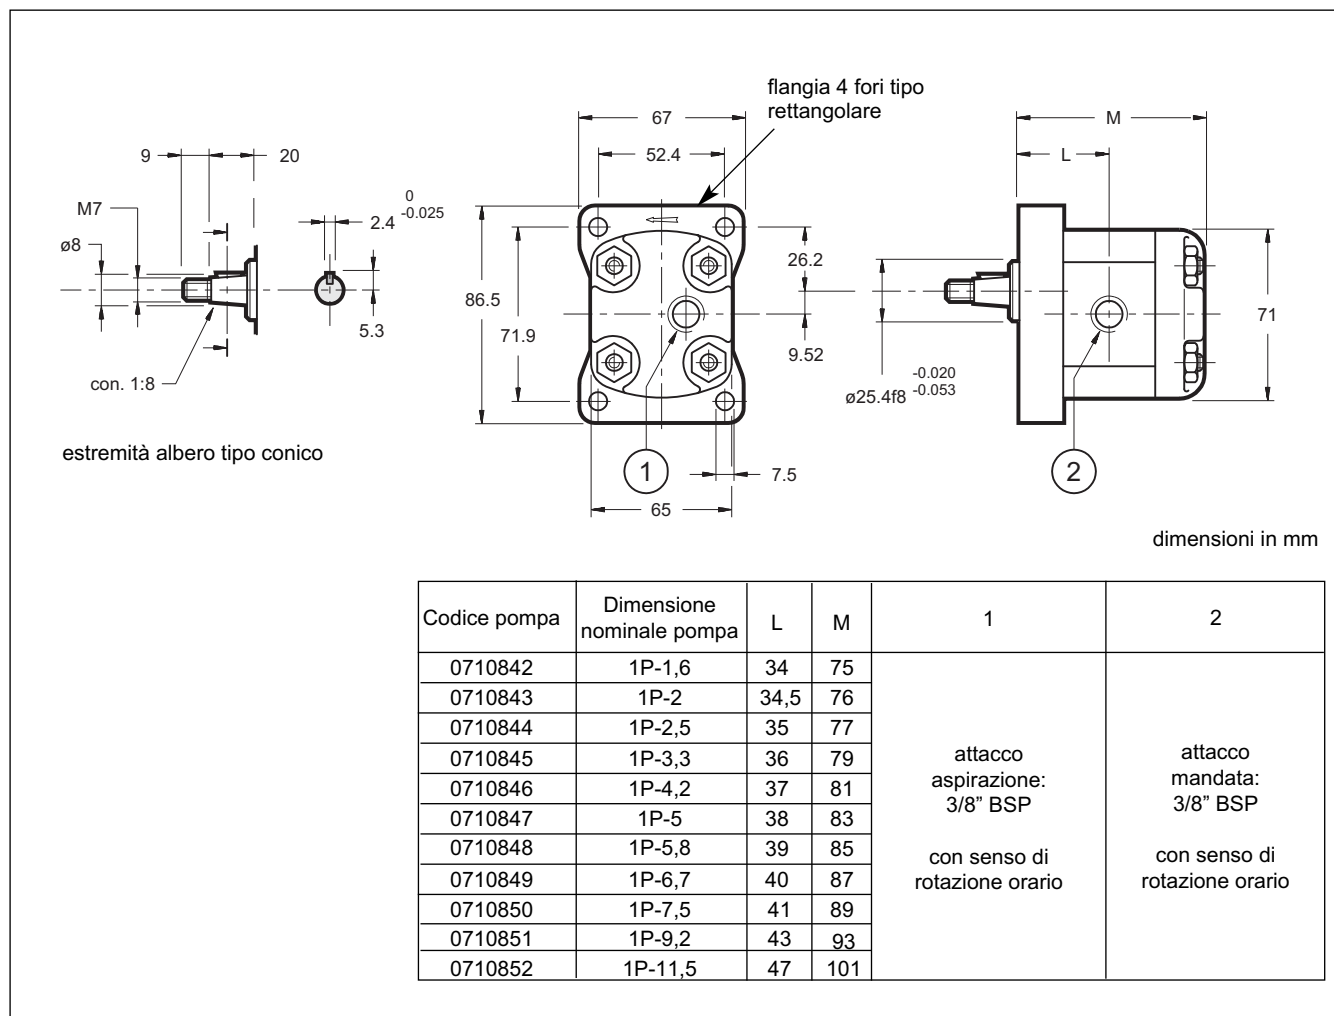 flangia 4 fori tipo
rettangolare
67
52.4
M
L
9
20
0
2.4 -0.025
M7
ø8
86.5
71.9
26.2
9.52
5.3
con. 1:8
-0.020
ø25.4f8 -0.053
71
estremità albero tipo conico
1
2
7.5
65
dimensioni in mm
Codice pompa Dimensione nominale pompa L M 1 2
0710842 1P-1,6 34 75
0710843 1P-2 34,5 76
0710844 1P-2,5 35 77
0710845 1P-3,3 36 79
0710846 1P-4,2 37 81
0710847 1P-5 38 83
0710848 1P-5,8 39 85
0710849 1P-6,7 40 87
0710850 1P-7,5 41 89
0710851 1P-9,2 43 93
0710852 1P-11,5 47 101
attacco
aspirazione:
3/8” BSP
con senso di
rotazione orario
attacco
mandata:
3/8” BSP
con senso di
rotazione orario